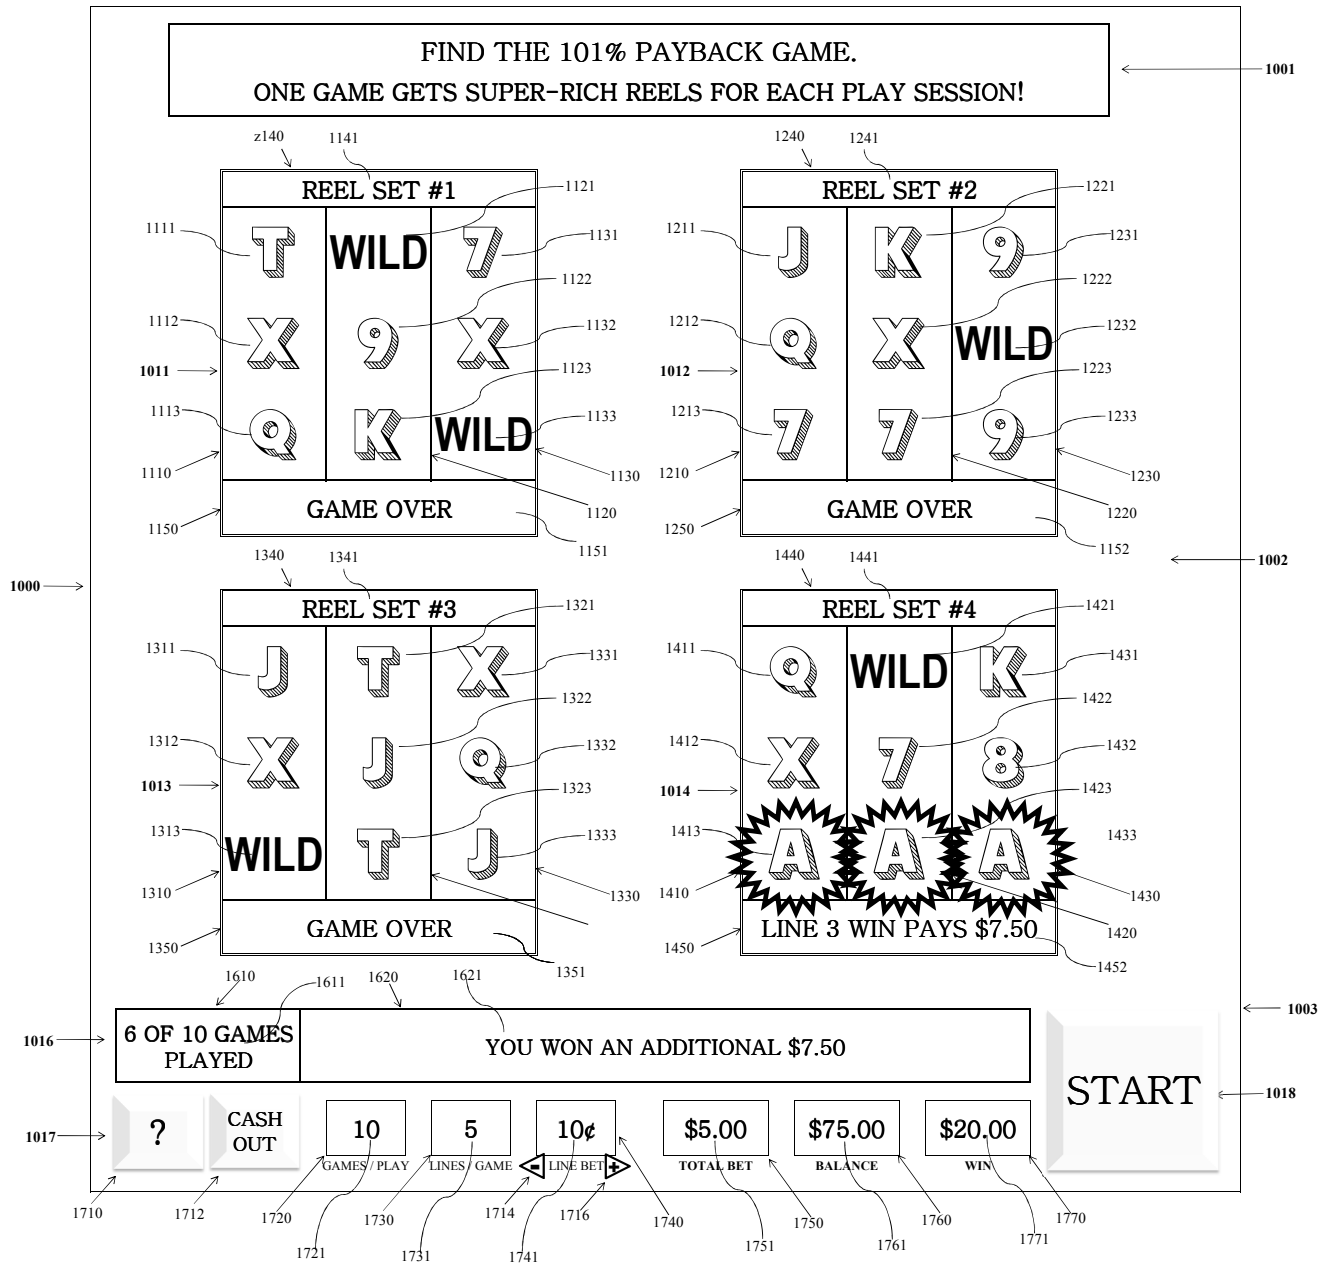 FIND THE 101% PAYBACK GAME.
ONE GAME GETS SUPER-RICH REELS FOR EACH PLAY SESSION!
1001
z140 1141 1240 1241
REEL SET #1 1121 REEL SET #2 1221
1111 T WILD 7 1131 1211 J K 9 1231
1122 1222
1112 X 9 X 1132 1212 Q X WILD 1232
1011 1123 1012 1223
1113 Q K WILD 1133 1213 7 7 9 1233
1110 1130 1210 1230
1150 GAME OVER 1120 1250 GAME OVER 1220
1151 1152
1340 1341 1440 1441 1002
1000
REEL SET #3 1321 REEL SET #4 1421
1311 J T X 1331 1411 Q WILD K 1431
1322 1422
1312 X J Q 1332 1412 X 7 8 1432
1013 1323 1014 1423
1313 WILD T J 1333 1413 A A A 1433
1310 1330 1410 1430
1350 GAME OVER 1450 LINE 3 WIN PAYS $7.50 1420
1351 1452
1610 1611 1620 1621
1003
1016 6 OF 10 GAMES
PLAYED
YOU WON AN ADDITIONAL $7.50
START 1018
1017 ? CASH
OUT
10 5 10¢ $5.00 $75.00 $20.00
GAMES / PLAY LINES / GAME - LINE BET + TOTAL BET BALANCE WIN
1710 1712 1720 1730 1714 1716 1740 1750 1760 1770
1721 1731 1741 1751 1761 1771